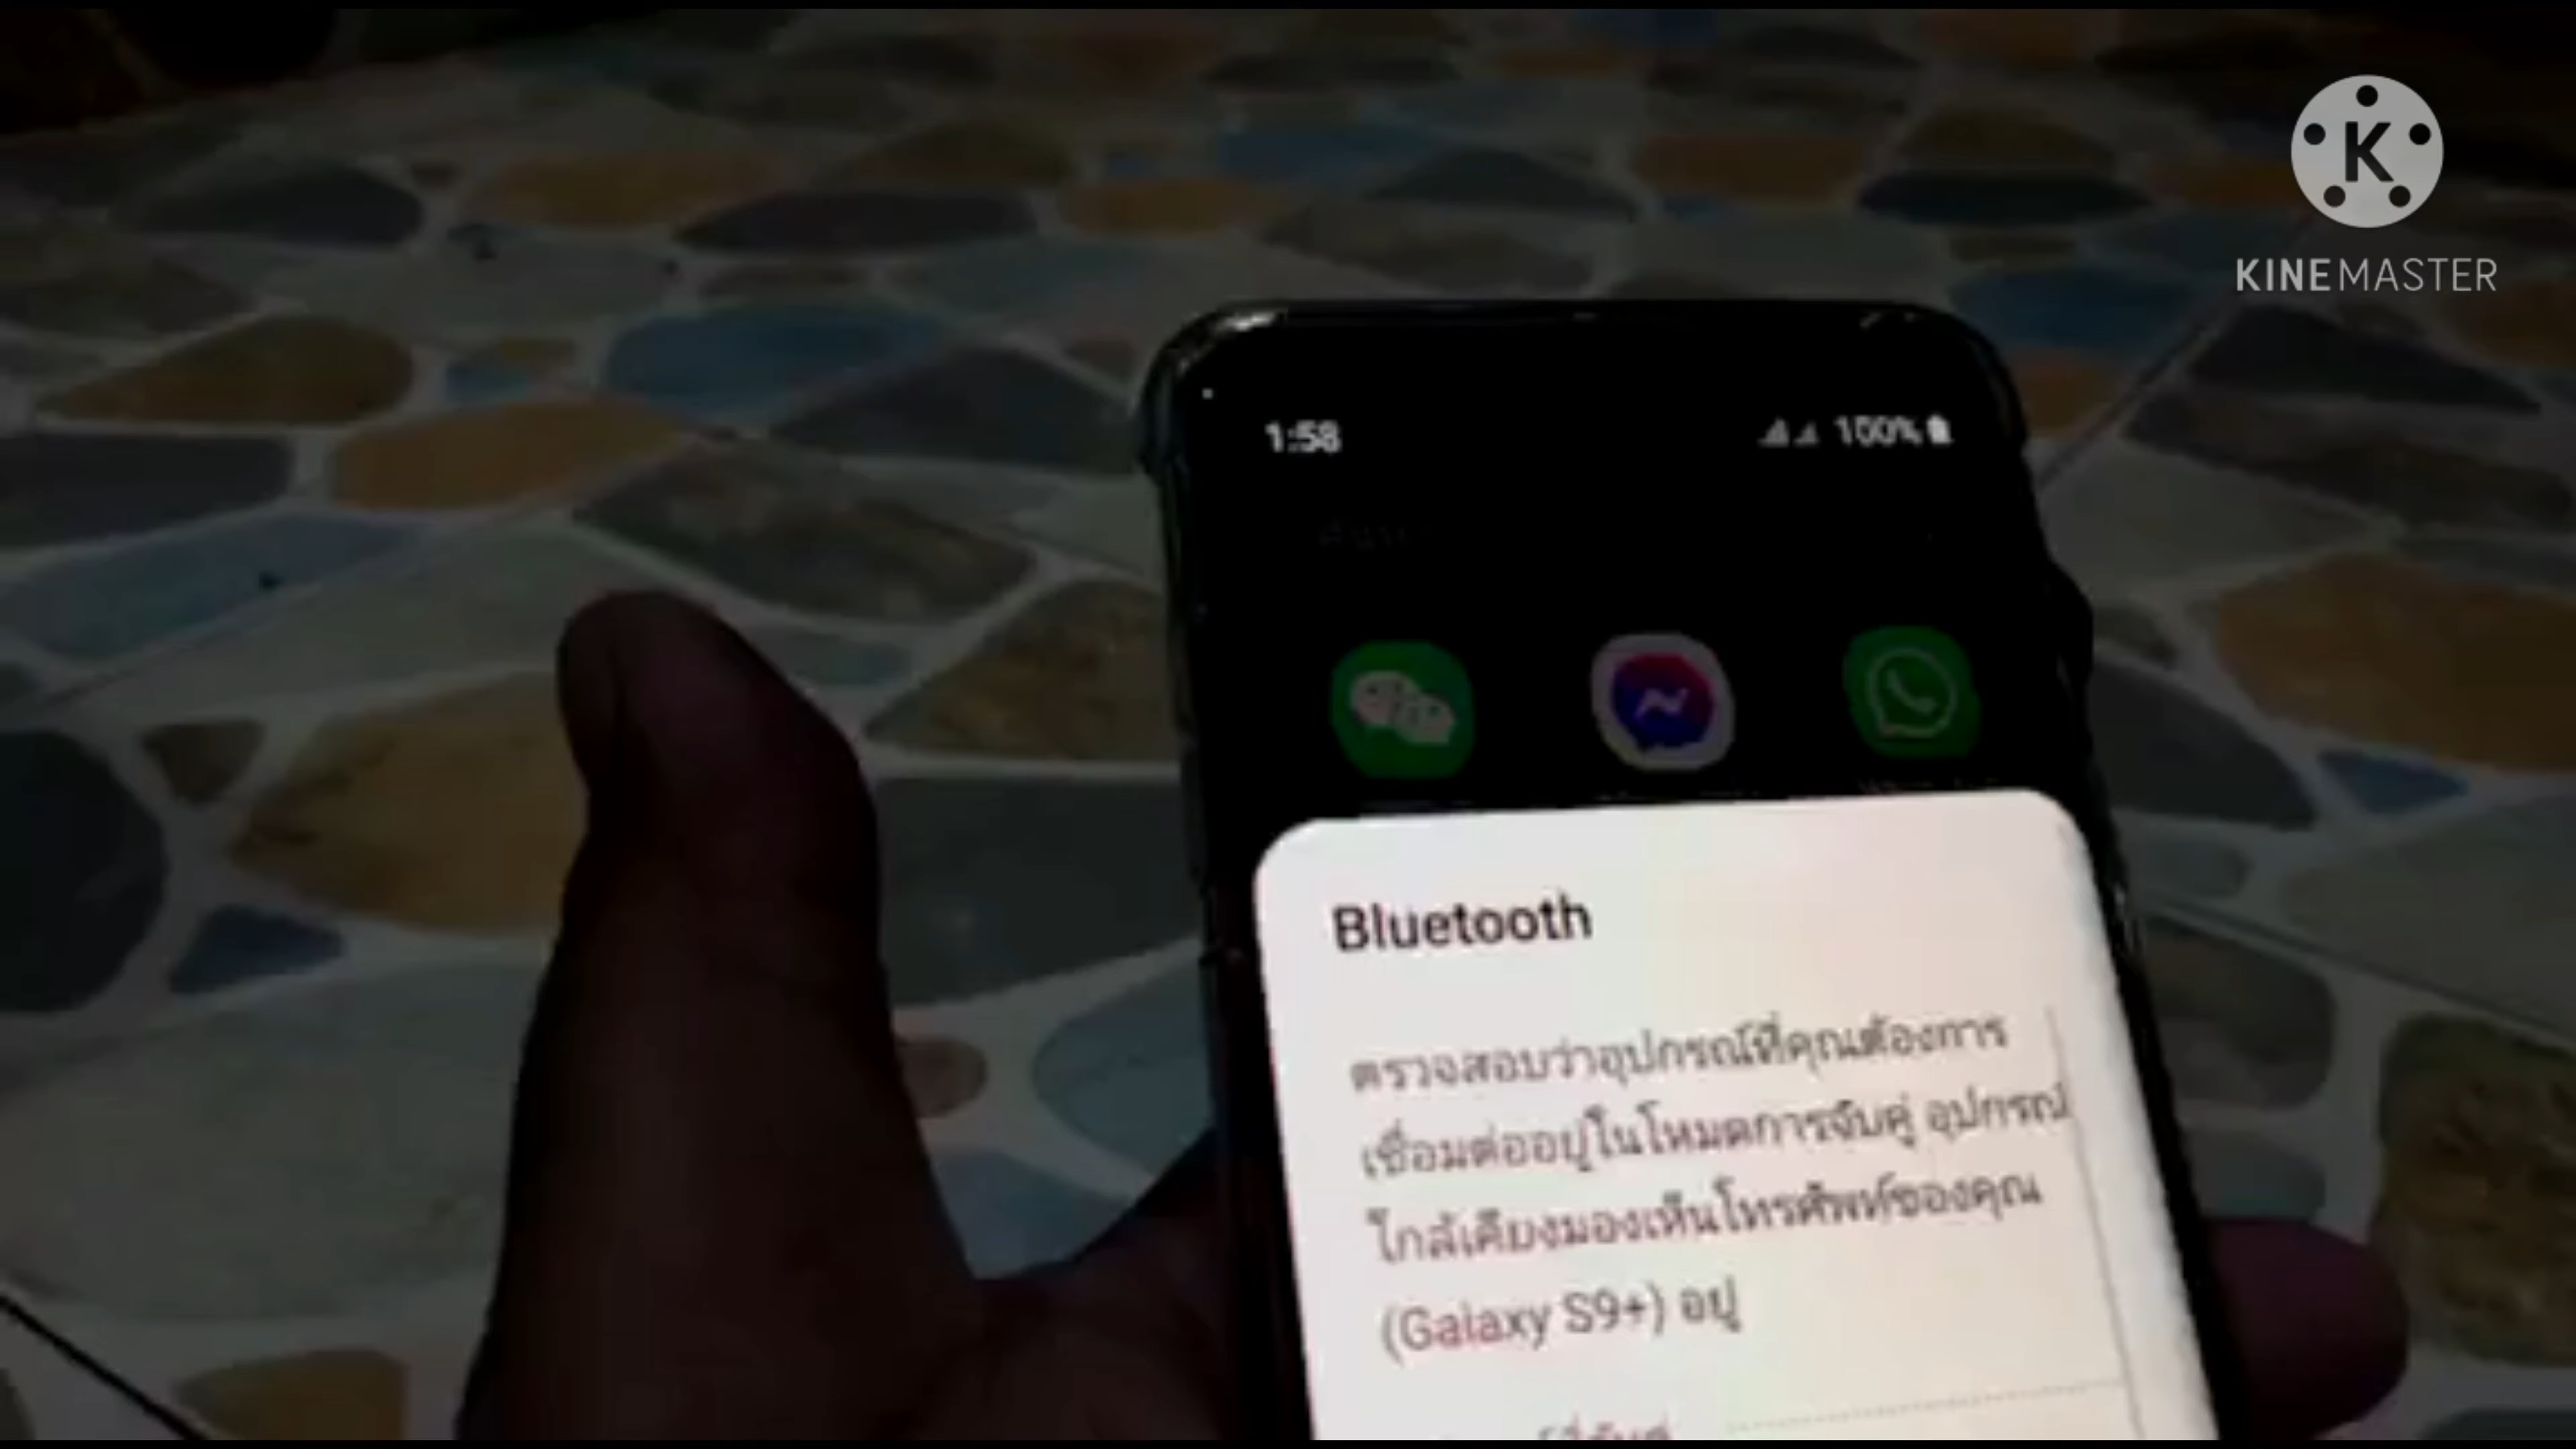 KINEMASTER
1:58
100%
Bluetooth
ตรวจสอบว่าอุปกรณ์ที่คุณต้องการ
เชื่อมต่ออยู่ในโหมดการจับคู่ อุปกรณ์
ใกล้เคียงมองเห็นโทรศัพท์ของคุณ
(Galaxy S9+) อยู่